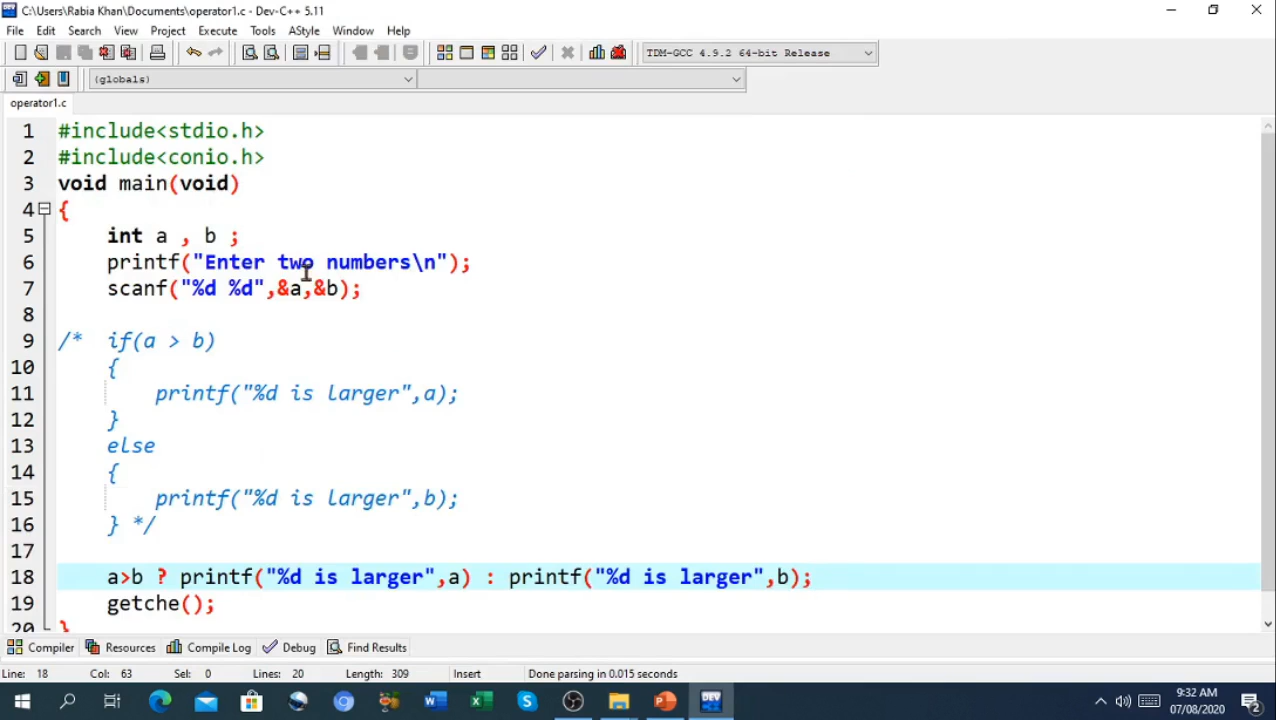 C:\Users\Rabia Khan\Documents\operator1.c - Dev-C++ 5.11
File Edit Search View Project Execute Tools AStyle Window Help
TDM-GCC 4.9.2 64-bit Release
(globals)
operator1.c
1 #include<stdio.h>
2 #include<conio.h>
3 void main(void)
4 {
5 int a , b ;
6 printf("Enter two numbers\n");
7 scanf("%d %d",&a,&b);
8
9 /* if(a > b)
10 {
11 printf("%d is larger",a);
12 }
13 else
14 {
15 printf("%d is larger",b);
16 } */
17
18 a>b ? printf("%d is larger",a) : printf("%d is larger",b);
19 getche();
20 }
Compiler Resources Compile Log Debug Find Results
Line: 18 Col: 63 Sel: 0 Lines: 20 Length: 309 Insert Done parsing in 0.015 seconds
DEV
9:32 AM
07/08/2020
2